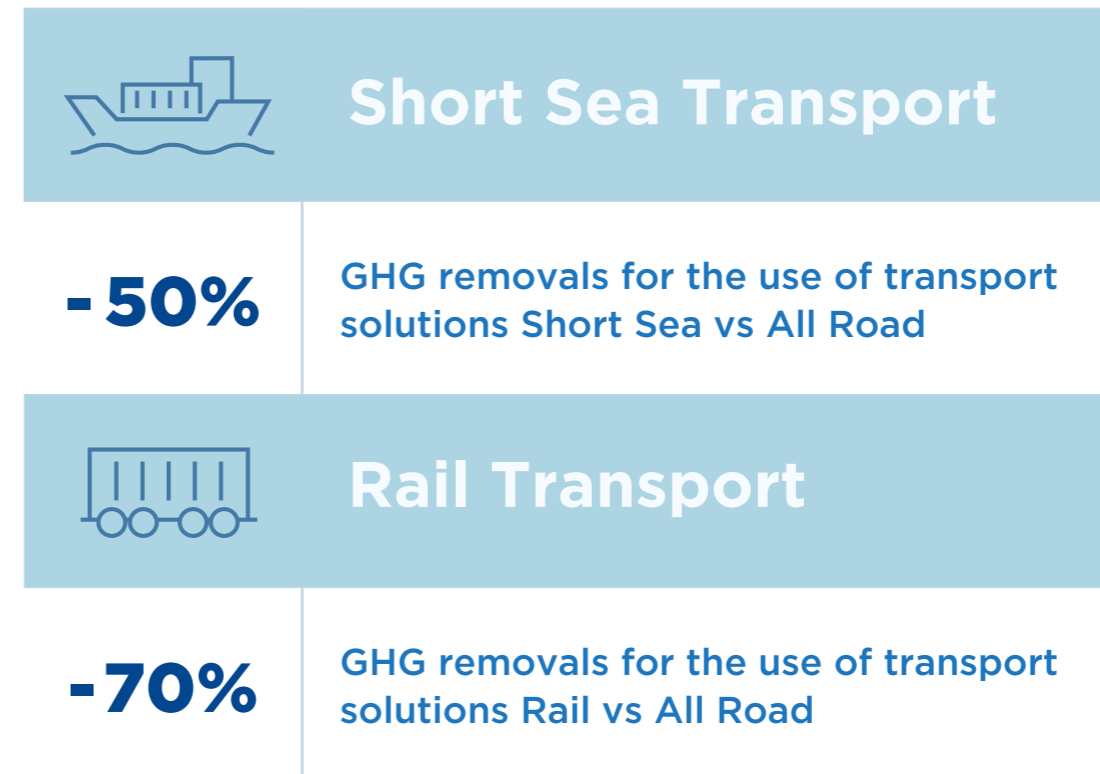 Short Sea Transport
- 50%
GHG removals for the use of transport
solutions Short Sea vs All Road
Rail Transport
-70%
GHG removals for the use of transport
solutions Rail vs All Road